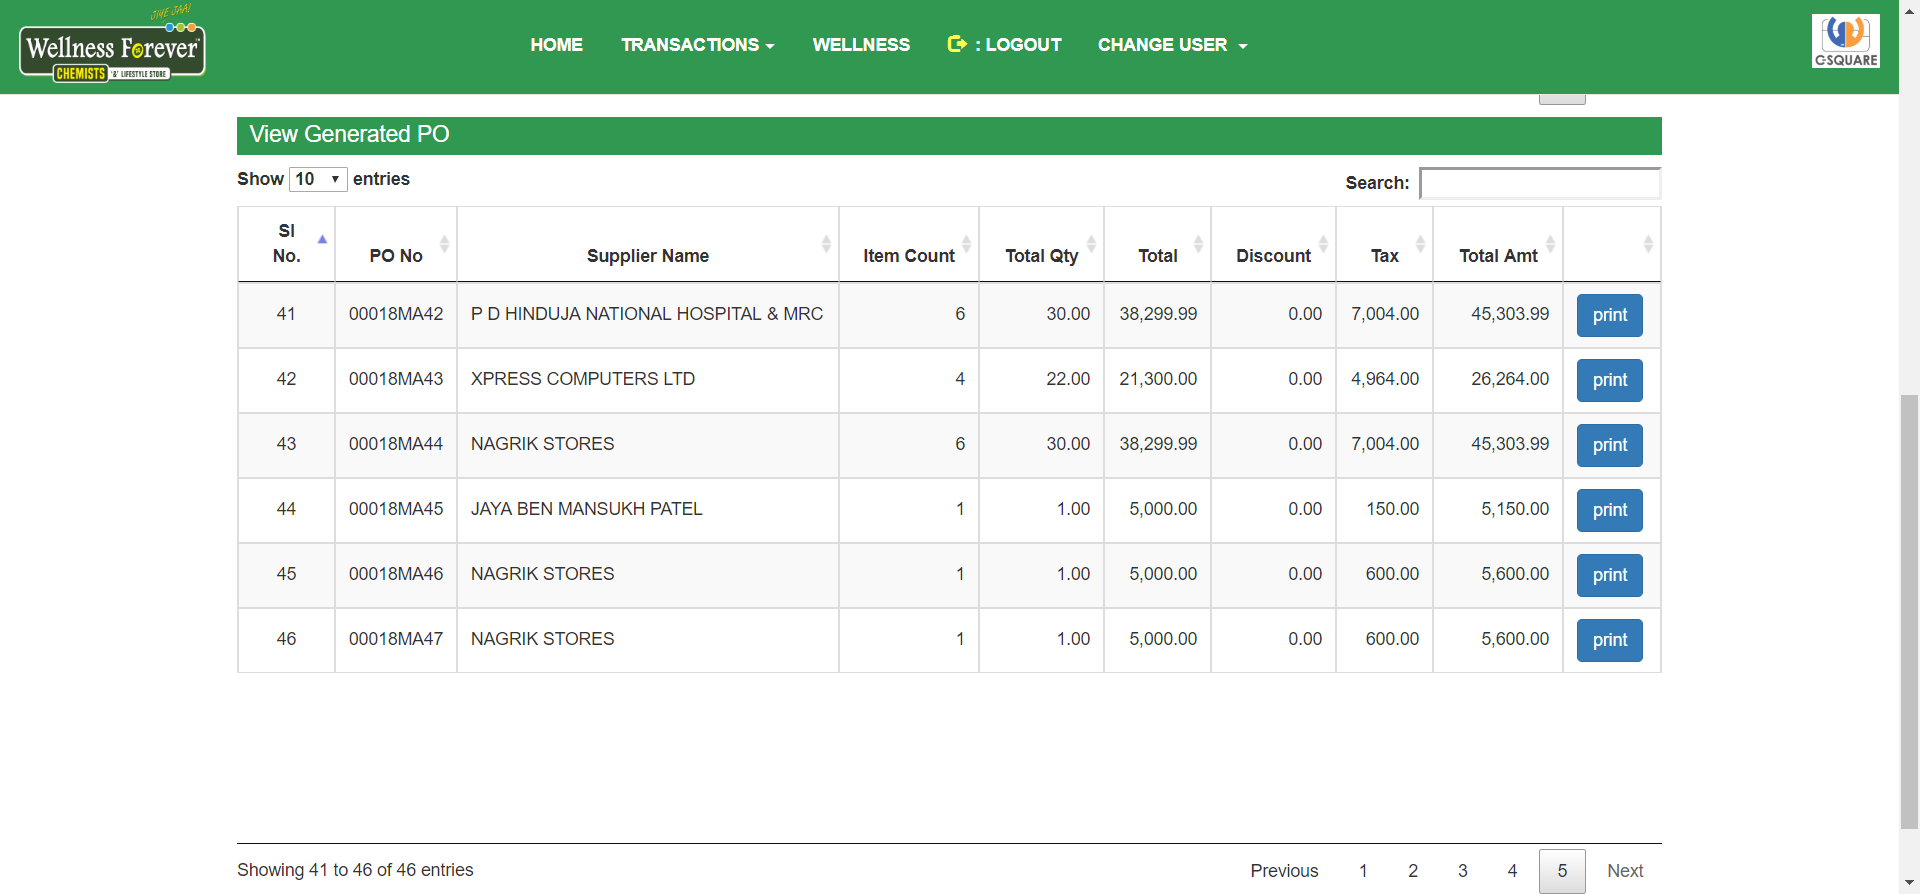 JIYE JAA!
Wellness Forever
CHEMISTS '&' LIFESTYLE STORE
HOME TRANSACTIONS WELLNESS : LOGOUT CHANGE USER
C-SQUARE
View Generated PO
Show 10 entries
Search:
Sl No. PO No Supplier Name Item Count Total Qty Total Discount Tax Total Amt
41 00018MA42 P D HINDUJA NATIONAL HOSPITAL & MRC 6 30.00 38,299.99 0.00 7,004.00 45,303.99 print
42 00018MA43 XPRESS COMPUTERS LTD 4 22.00 21,300.00 0.00 4,964.00 26,264.00 print
43 00018MA44 NAGRIK STORES 6 30.00 38,299.99 0.00 7,004.00 45,303.99 print
44 00018MA45 JAYA BEN MANSUKH PATEL 1 1.00 5,000.00 0.00 150.00 5,150.00 print
45 00018MA46 NAGRIK STORES 1 1.00 5,000.00 0.00 600.00 5,600.00 print
46 00018MA47 NAGRIK STORES 1 1.00 5,000.00 0.00 600.00 5,600.00 print
Showing 41 to 46 of 46 entries
Previous 1 2 3 4 5 Next